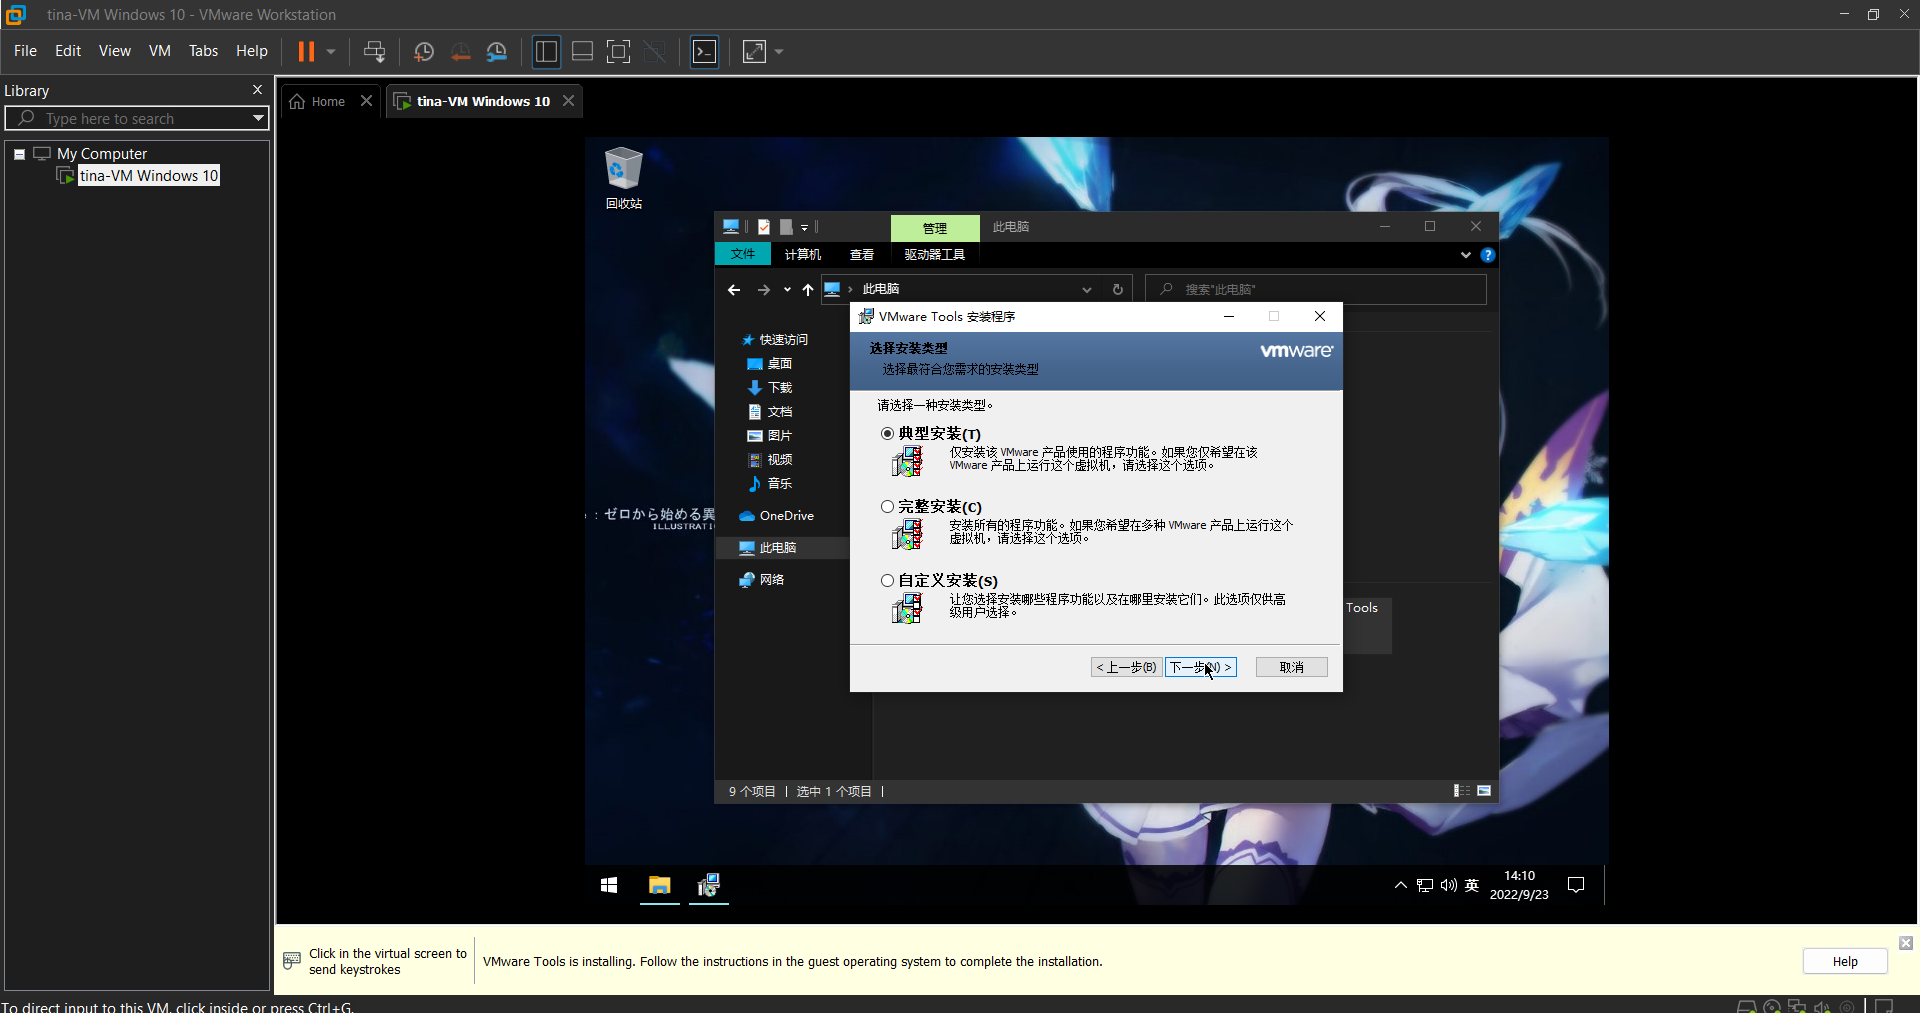 tina-VM Windows 10 - VMware Workstation
File Edit View VM Tabs Help
Library
Type here to search
My Computer
tina-VM Windows 10
Home
tina-VM Windows 10
回收站
管理 此电脑
文件 计算机 查看 驱动器工具
此电脑
搜索"此电脑"
快速访问
桌面
下载
文档
图片
视频
音乐
OneDrive
此电脑
网络
：ゼロから始める異
ILLUSTRATI
VMware Tools 安装程序
选择安装类型
选择最符合您需求的安装类型
vmware
请选择一种安装类型。
典型安装(T)
仅安装该 VMware 产品使用的程序功能。如果您仅希望在该
VMware 产品上运行这个虚拟机，请选择这个选项。
完整安装(C)
安装所有的程序功能。如果您希望在多种 VMware 产品上运行这个
虚拟机，请选择这个选项。
自定义安装(S)
让您选择安装哪些程序功能以及在哪里安装它们。此选项仅供高
级用户选择。
Tools
< 上一步(B) 下一步(N) > 取消
9 个项目 选中 1 个项目
英
14:10
2022/9/23
Click in the virtual screen to
send keystrokes
VMware Tools is installing. Follow the instructions in the guest operating system to complete the installation.
Help
To direct input to this VM, click inside or press Ctrl+G.